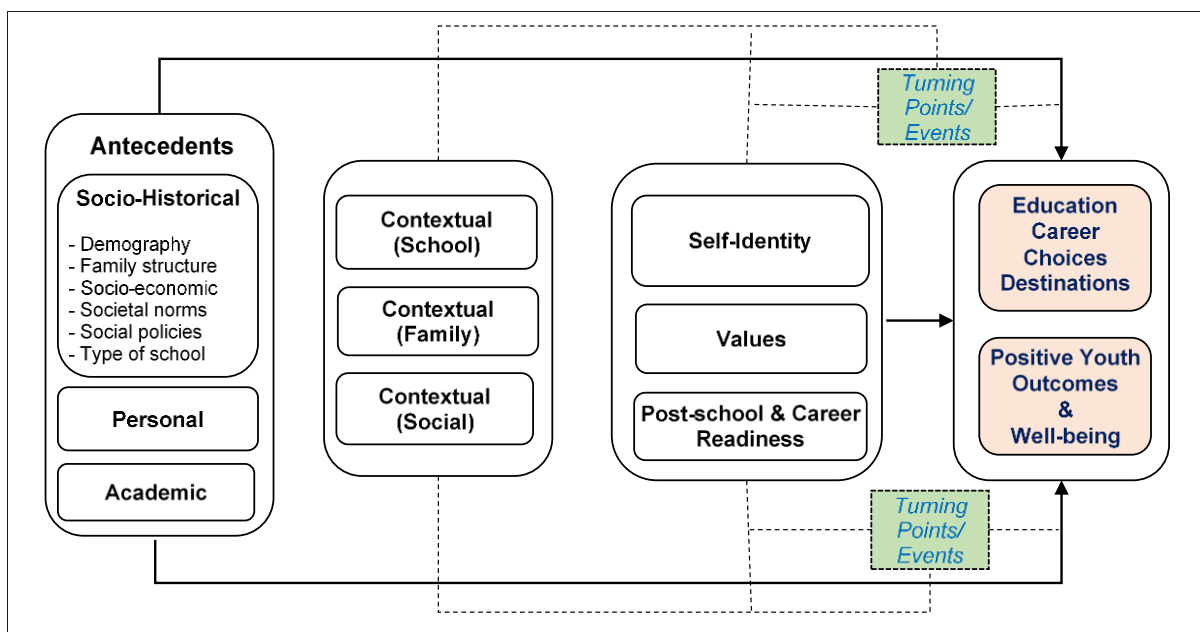 Antecedents
Socio-Historical
- Demography
- Family structure
- Socio-economic
- Societal norms
- Social policies
- Type of school
Personal
Academic
Contextual
(School)
Contextual
(Family)
Contextual
(Social)
Self-Identity
Values
Post-school & Career
Readiness
Turning
Points/
Events
Education
Career
Choices
Destinations
Positive Youth
Outcomes
&
Well-being
Turning
Points/
Events